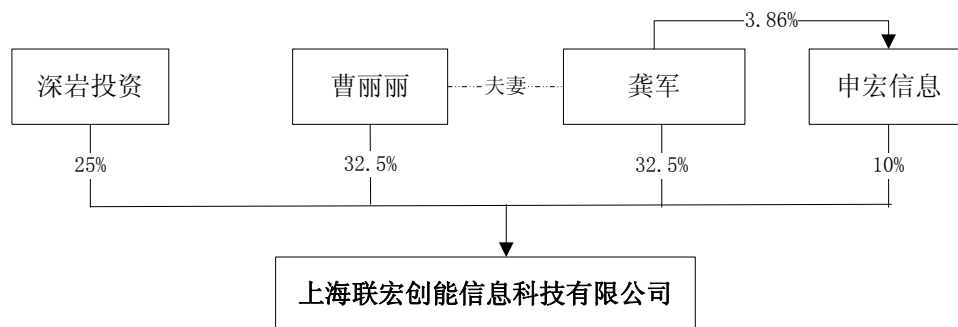 3.86%
深岩投资
曹丽丽
夫妻
龚军
申宏信息
25%
32.5%
32.5%
10%
上海联宏创能信息科技有限公司